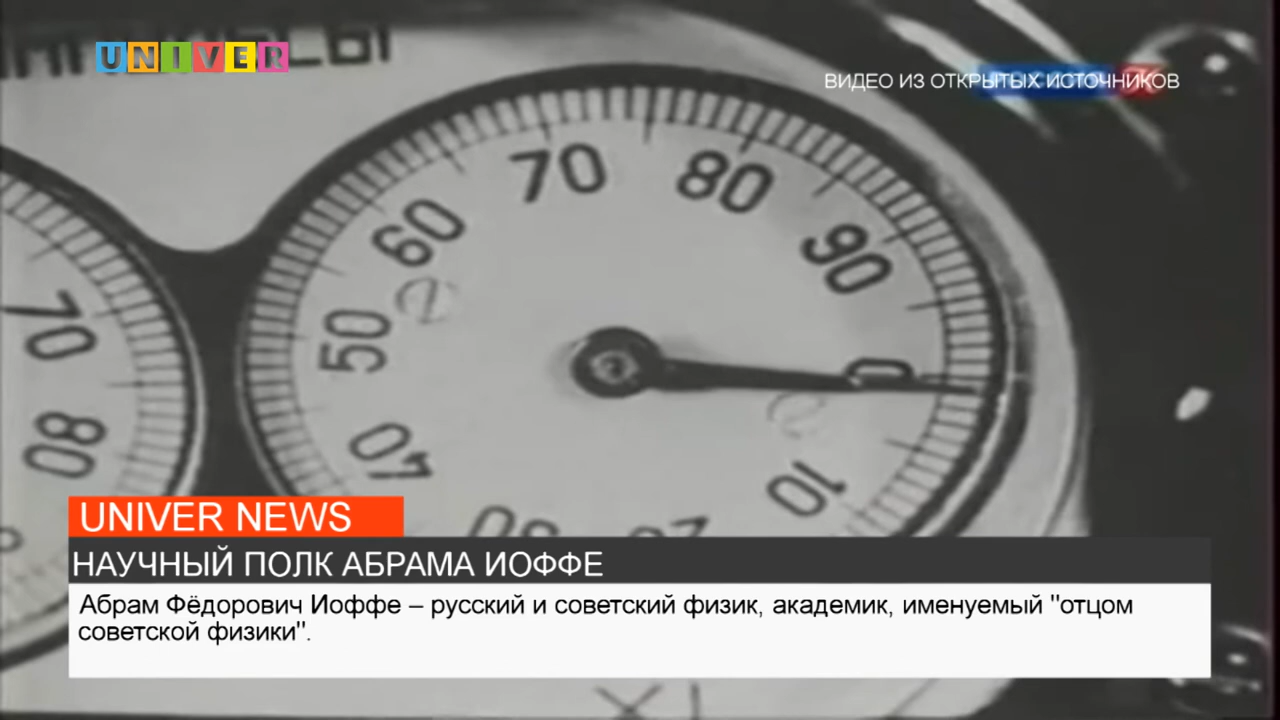 UNIVER
ВИДЕО ИЗ ОТКРЫТЫХ ИСТОЧНИКОВ
70
80
60
90
50
0
70
40
10
80
UNIVER NEWS
НАУЧНЫЙ ПОЛК АБРАМА ИОФФЕ
Абрам Фёдорович Иоффе – русский и советский физик, академик, именуемый "отцом
советской физики".